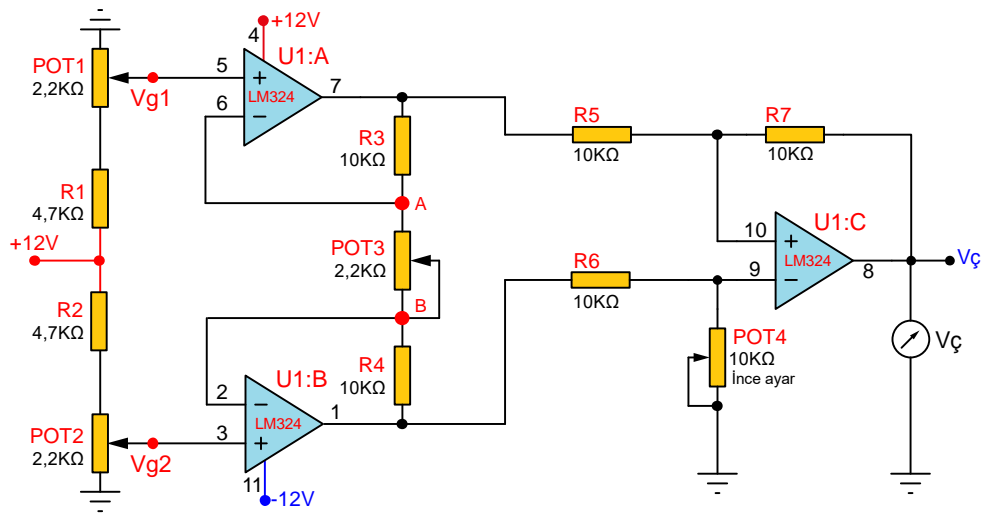 +12V
4
U1:A
POT1
2,2KΩ
Vg1
5
+
6
−
LM324
7
R3
10KΩ
R5
10KΩ
R7
10KΩ
R1
4,7KΩ
A
+12V
POT3
2,2KΩ
B
R2
4,7KΩ
R6
10KΩ
10
+
9
−
U1:C
LM324
8
Vç
Vç
POT4
10KΩ
İnce ayar
R4
10KΩ
U1:B
2
−
3
+
LM324
1
POT2
2,2KΩ
Vg2
11
-12V